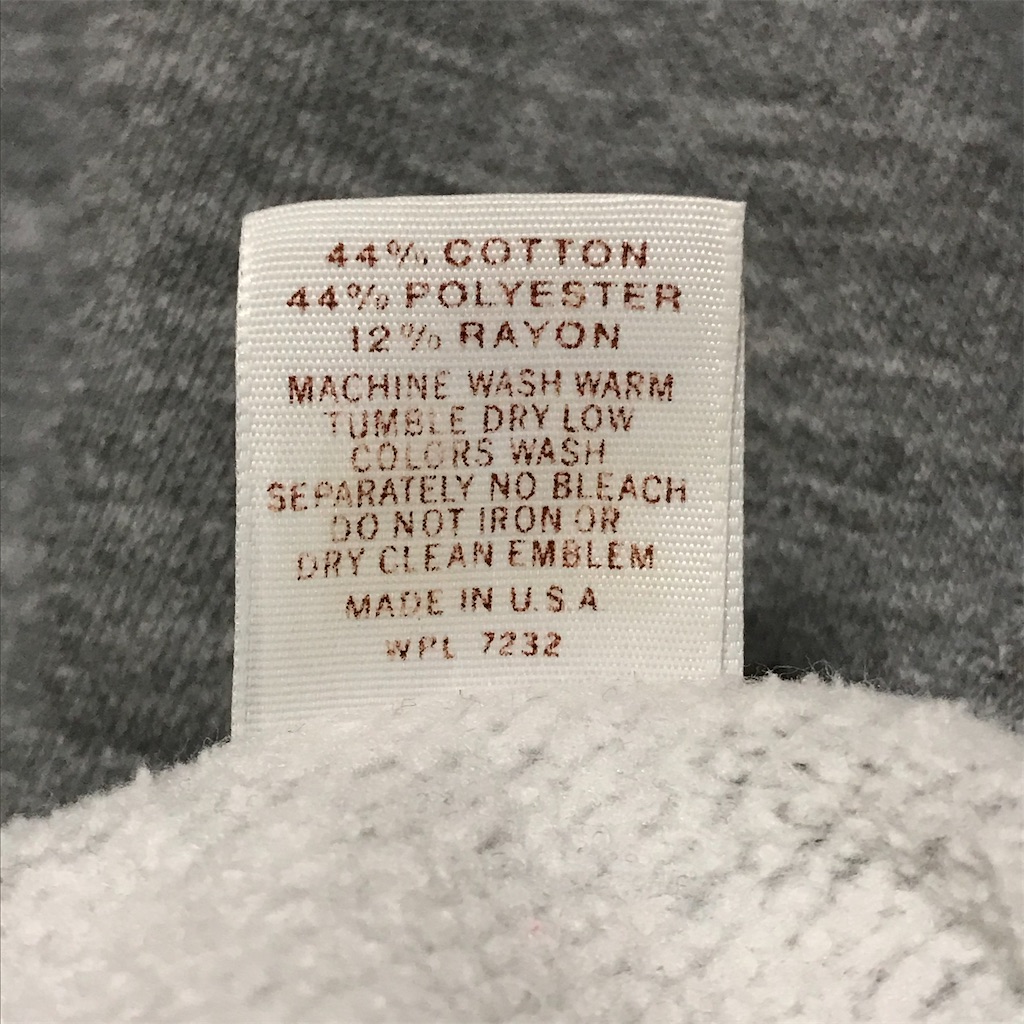 44% COTTON
44% POLYESTER
12% RAYON
MACHINE WASH WARM
TUMBLE DRY LOW
COLORS WASH
SEPARATELY NO BLEACH
DO NOT IRON OR
DRY CLEAN EMBLEM
MADE IN U.S.A
WPL 7232